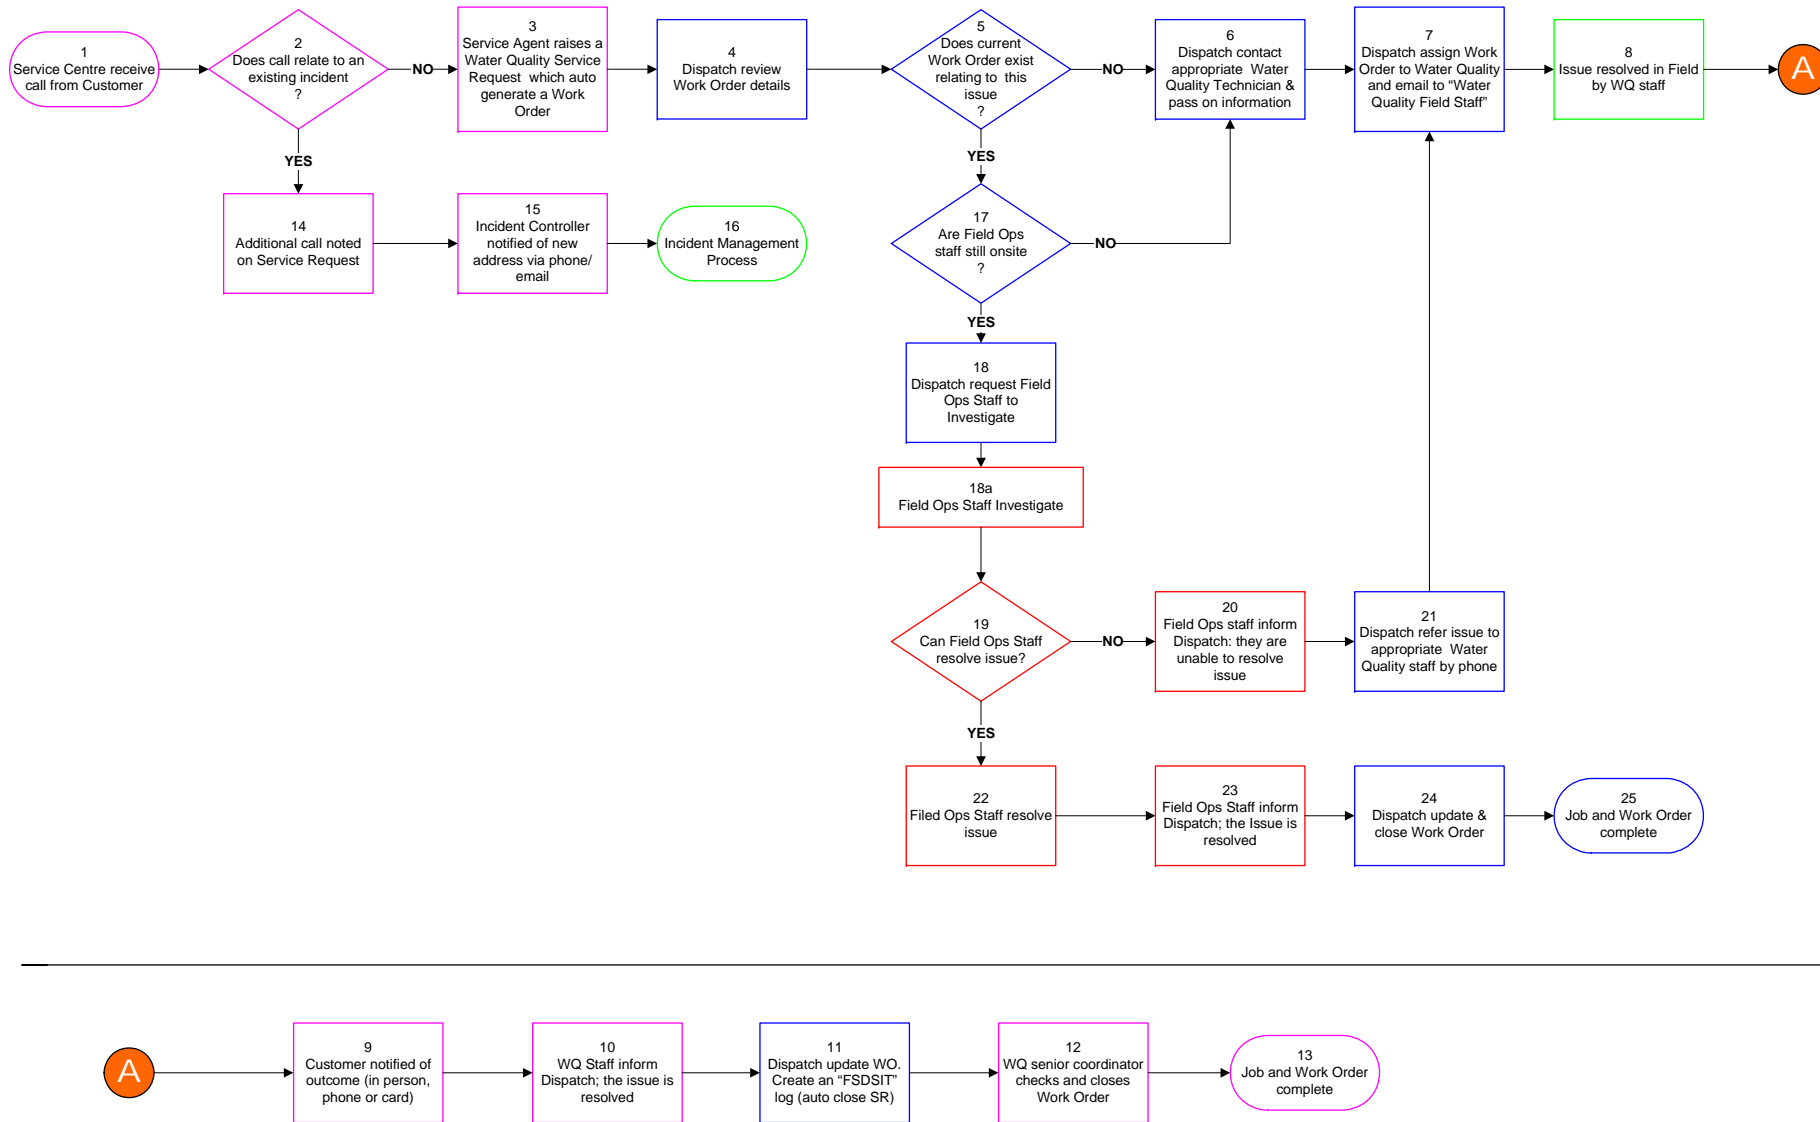 1
Service Centre receive
call from Customer
2
Does call relate to an
existing incident
?
NO
3
Service Agent raises a
Water Quality Service
Request which auto
generate a Work
Order
4
Dispatch review
Work Order details
5
Does current
Work Order exist
relating to this
issue
?
NO
6
Dispatch contact
appropriate Water
Quality Technician &
pass on information
7
Dispatch assign Work
Order to Water Quality
and email to “Water
Quality Field Staff”
8
Issue resolved in Field
by WQ staff
A
YES
YES
14
Additional call noted
on Service Request
15
Incident Controller
notified of new
address via phone/
email
16
Incident Management
Process
17
Are Field Ops
staff still onsite
?
NO
YES
18
Dispatch request Field
Ops Staff to
Investigate
18a
Field Ops Staff Investigate
19
Can Field Ops Staff
resolve issue?
NO
20
Field Ops staff inform
Dispatch: they are
unable to resolve
issue
21
Dispatch refer issue to
appropriate Water
Quality staff by phone
YES
22
Filed Ops Staff resolve
issue
23
Field Ops Staff inform
Dispatch; the Issue is
resolved
24
Dispatch update &
close Work Order
25
Job and Work Order
complete
A
9
Customer notified of
outcome (in person,
phone or card)
10
WQ Staff inform
Dispatch; the issue is
resolved
11
Dispatch update WO.
Create an “FSDSIT”
log (auto close SR)
12
WQ senior coordinator
checks and closes
Work Order
13
Job and Work Order
complete